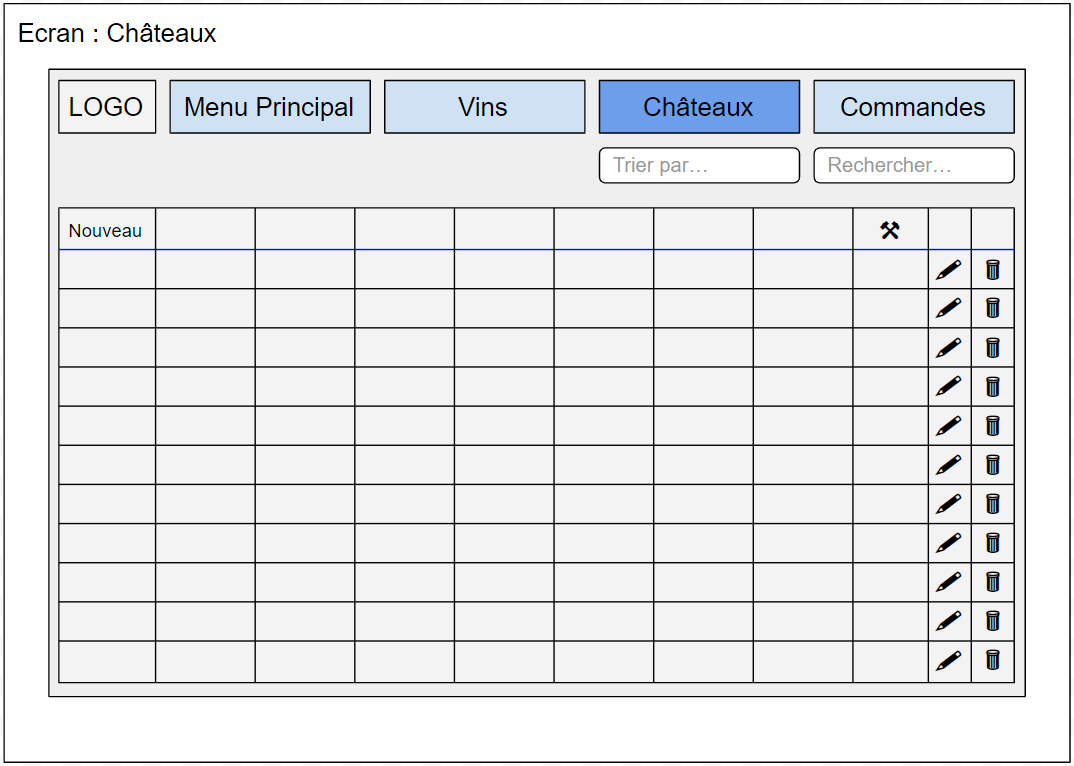 Ecran : Châteaux
LOGO
Menu Principal
Vins
Châteaux
Commandes
Trier par...
Rechercher...
Nouveau